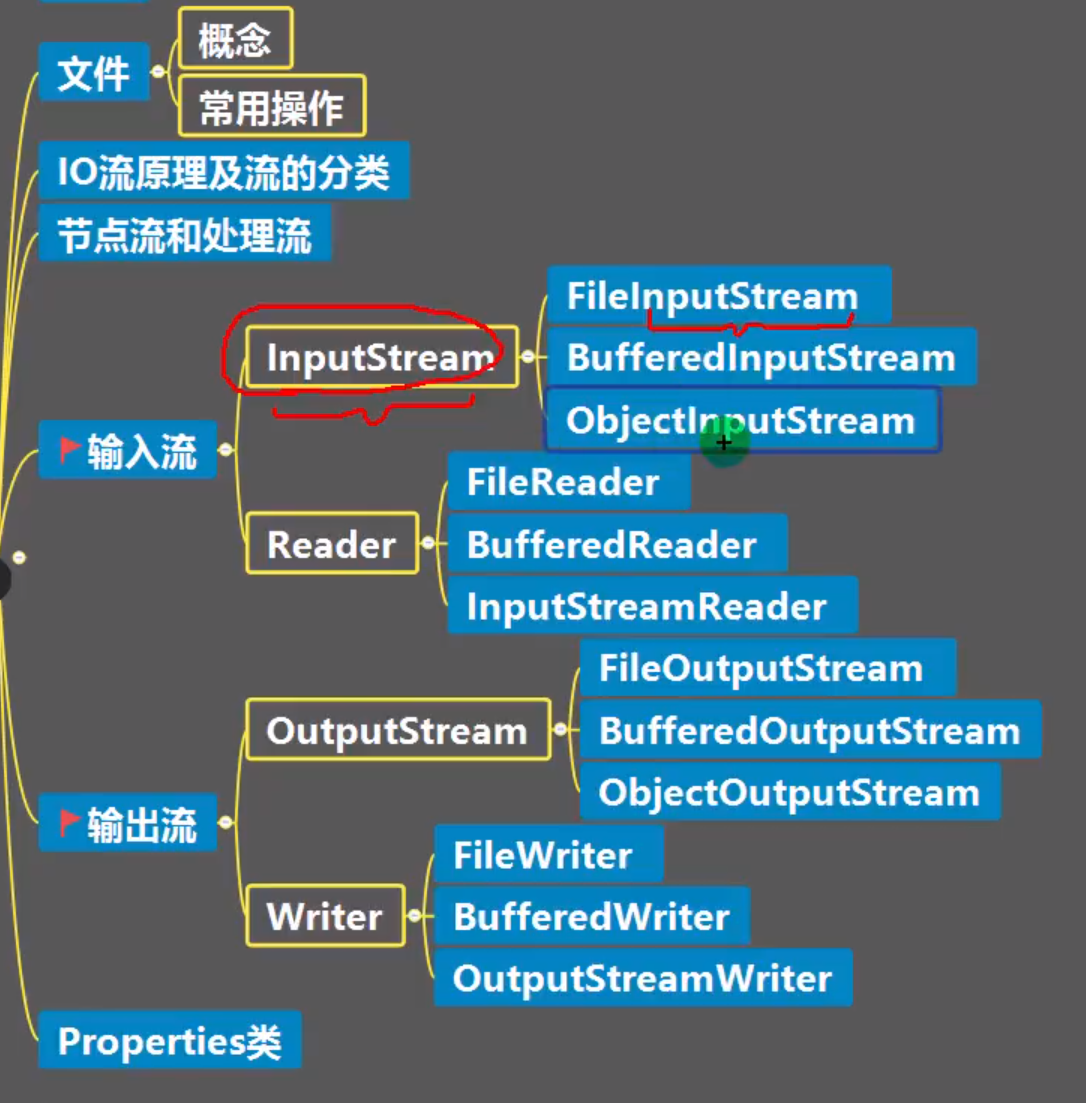 概念
文件
常用操作
IO流原理及流的分类
节点流和处理流
FileInputStream
InputStream
BufferedInputStream
ObjectInputStream
输入流
FileReader
Reader
BufferedReader
InputStreamReader
FileOutputStream
OutputStream
BufferedOutputStream
ObjectOutputStream
输出流
FileWriter
Writer
BufferedWriter
OutputStreamWriter
Properties类